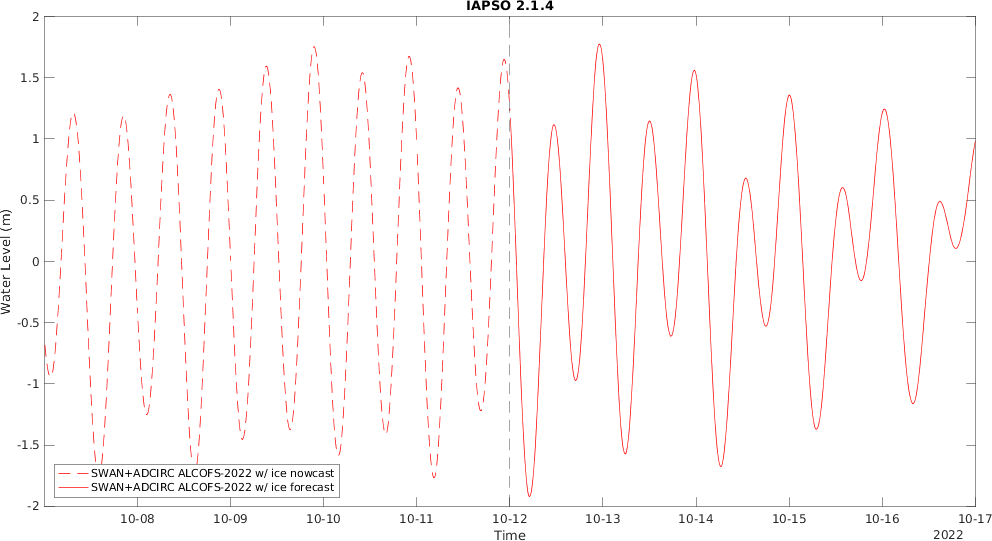 IAPSO 2.1.4
2
1.5
1
0.5
0
-0.5
-1
-1.5
-2
Water Level (m)
SWAN+ADCIRC ALCOFS-2022 w/ ice nowcast
SWAN+ADCIRC ALCOFS-2022 w/ ice forecast
10-08 10-09 10-10 10-11 10-12 10-13 10-14 10-15 10-16 10-17
Time
2022